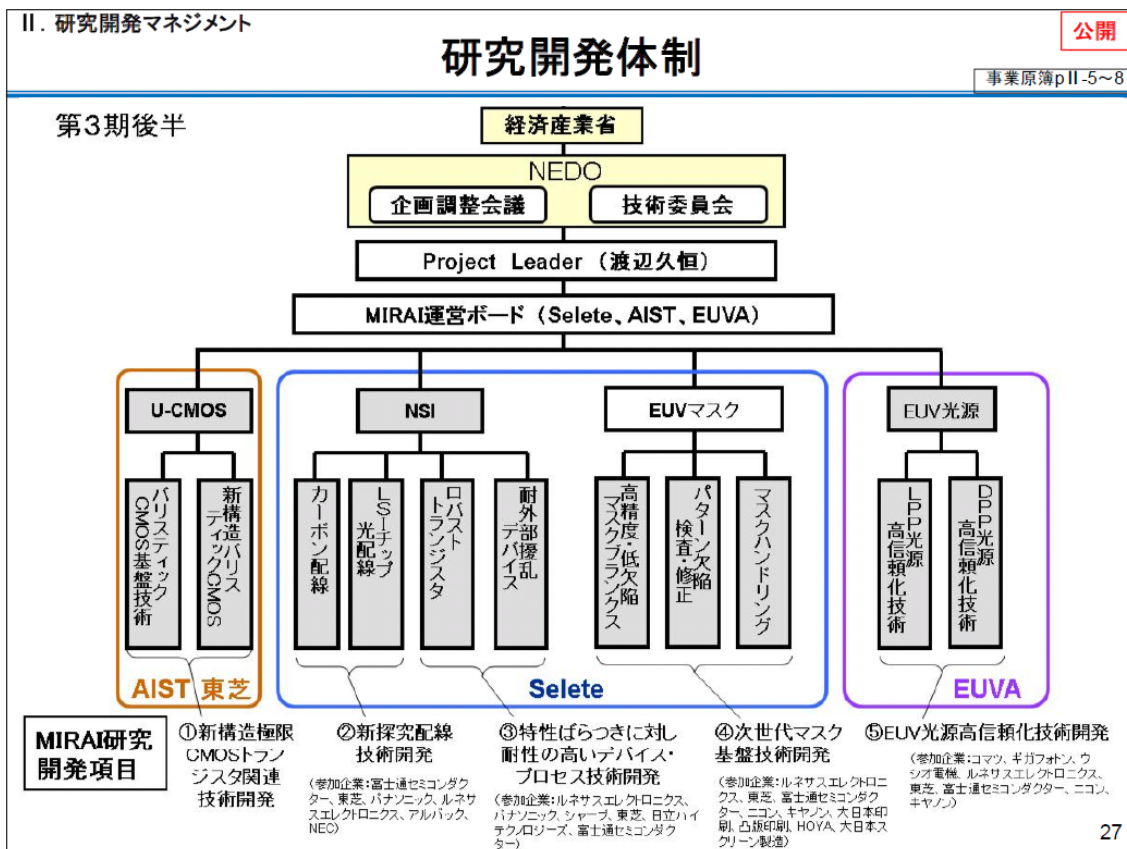 Ⅱ. 研究開発マネジメント
公開
研究開発体制
事業原簿pⅡ-5~8
第3期後半
経済産業省
NEDO
企画調整会議
技術委員会
Project Leader (渡辺久恒)
MIRAI運営ボード (Selete、AIST、EUVA)
U-CMOS
NSI
EUVマスク
EUV光源
バリスティック
CMOS基盤技術
新構造バリス
ティックCMOS
カーボン配線
LSIチップ
光配線
ロバスト
トランジスタ
耐外部擾乱
デバイス
高精度・低欠陥
マスクブランクス
パターン欠陥
検査・修正
マスクハンドリング
LPP光源
高信頼化技術
DPP光源
高信頼化技術
AIST 東芝
Selete
EUVA
MIRAI研究
開発項目
①新構造極限
CMOSトラン
ジスタ関連
技術開発
②新探究配線
技術開発
(参加企業:富士通セミコンダク
ター、東芝、パナソニック、ルネサ
スエレクトロニクス、アルバック、
NEC)
③特性ばらつきに対し
耐性の高いデバイス・
プロセス技術開発
(参加企業:ルネサスエレクトロニクス、
パナソニック、シャープ、東芝、日立ハイ
テクノロジーズ、富士通セミコンダク
ター)
④次世代マスク
基盤技術開発
(参加企業:ルネサスエレクトロニ
クス、東芝、富士通セミコンダク
ター、ニコン、キヤノン、大日本印
刷、凸版印刷、HOYA、大日本ス
クリーン製造)
⑤EUV光源高信頼化技術開発
(参加企業:コマツ、ギガフォトン、ウ
シオ電機、ルネサスエレクトロニクス、
東芝、富士通セミコンダクター、ニコン、
キヤノン)
27